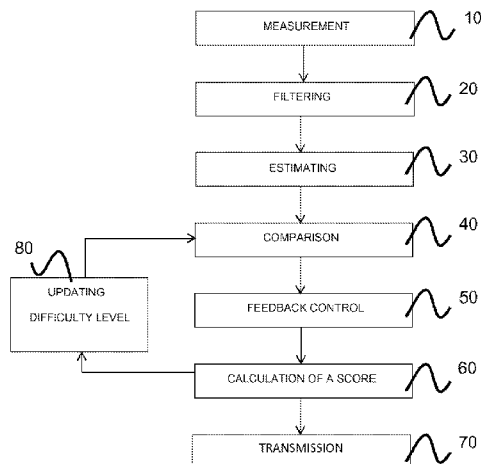 MEASUREMENT
10
FILTERING
20
ESTIMATING
30
COMPARISON
40
80
UPDATING
DIFFICULTY LEVEL
FEEDBACK CONTROL
50
CALCULATION OF A SCORE
60
TRANSMISSION
70